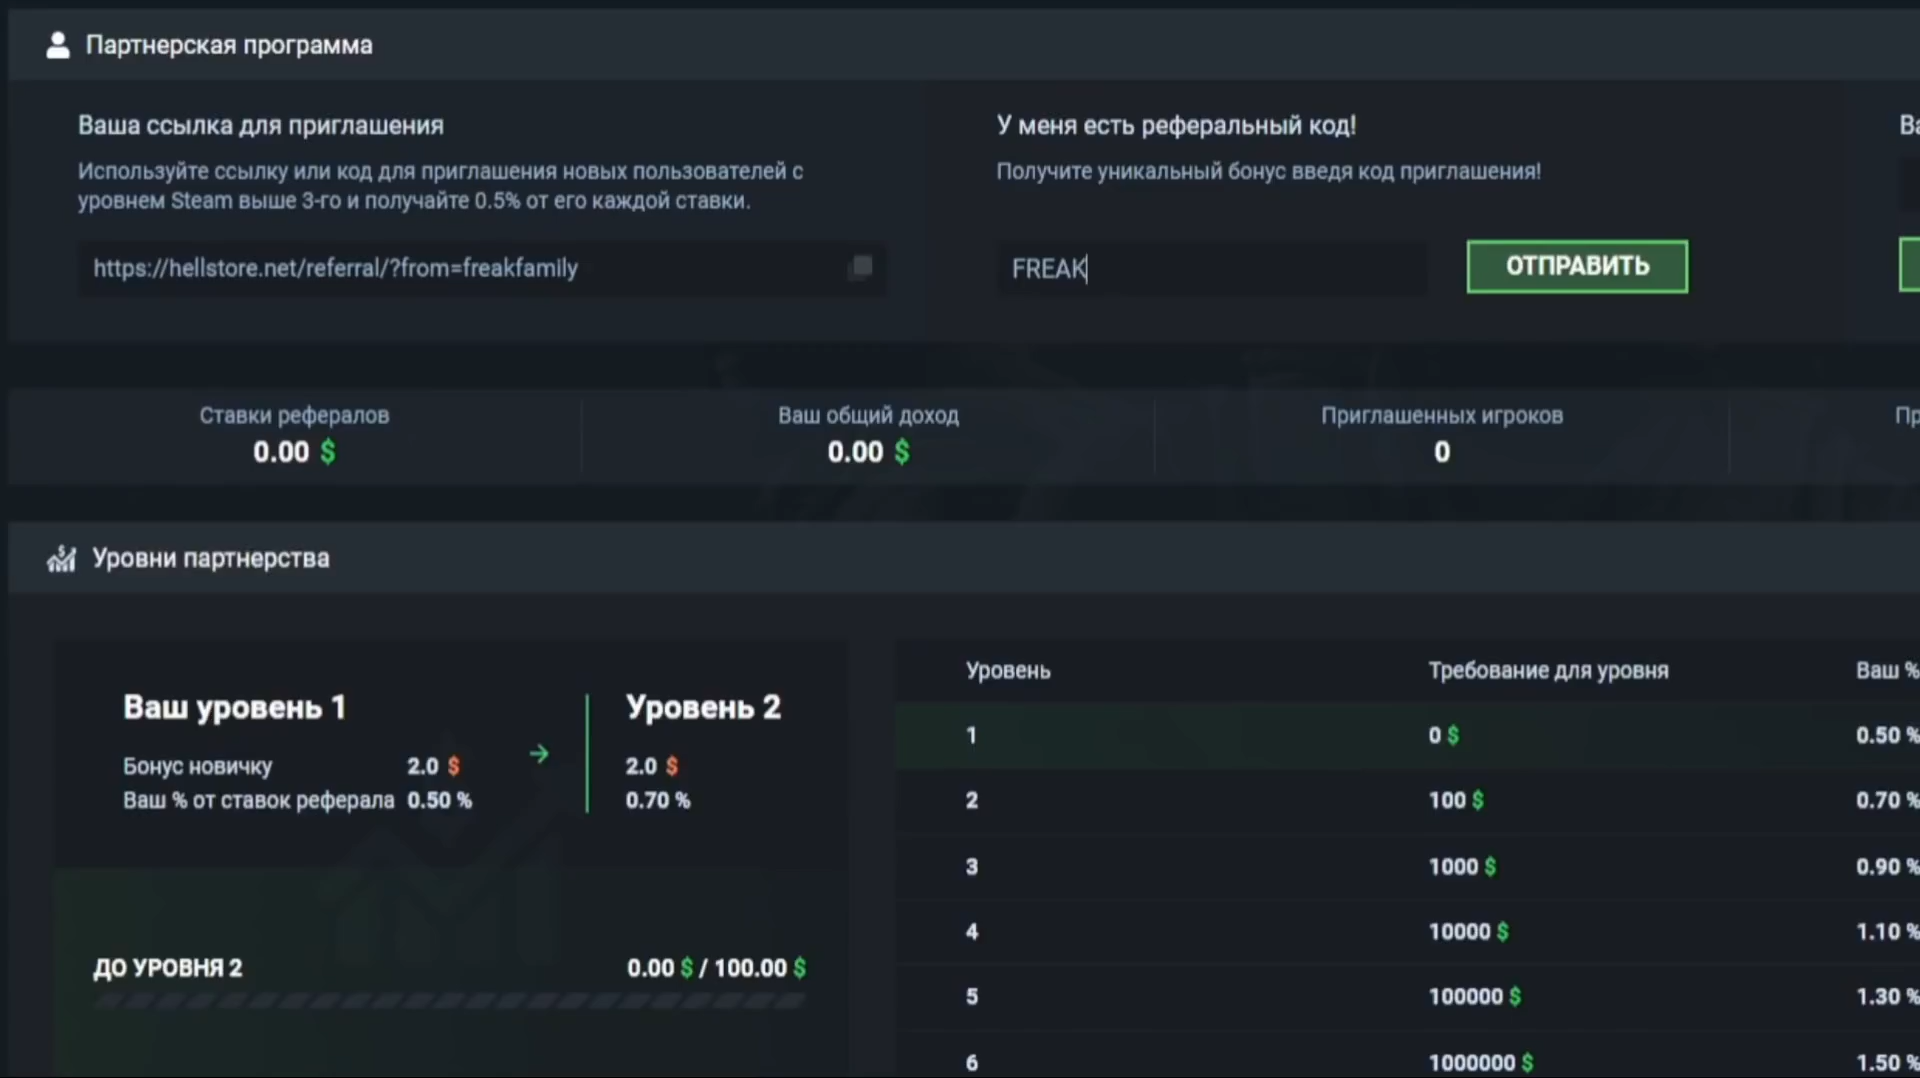 Партнерская программа
Ваша ссылка для приглашения
Используйте ссылку или код для приглашения новых пользователей с
уровнем Steam выше 3-го и получайте 0.5% от его каждой ставки.
https://hellstore.net/referral/?from=freakfamily
У меня есть реферальный код!
Получите уникальный бонус введя код приглашения!
FREAK
ОТПРАВИТЬ
Ставки рефералов
0.00 $
Ваш общий доход
0.00 $
Приглашенных игроков
0
Уровни партнерства
Ваш уровень 1
Бонус новичку 2.0 $
Ваш % от ставок реферала 0.50 %
Уровень 2
2.0 $
0.70 %
ДО УРОВНЯ 2 0.00 $ / 100.00 $
Уровень Требование для уровня Ваш %
1 0 $ 0.50 %
2 100 $ 0.70 %
3 1000 $ 0.90 %
4 10000 $ 1.10 %
5 100000 $ 1.30 %
6 1000000 $ 1.50 %